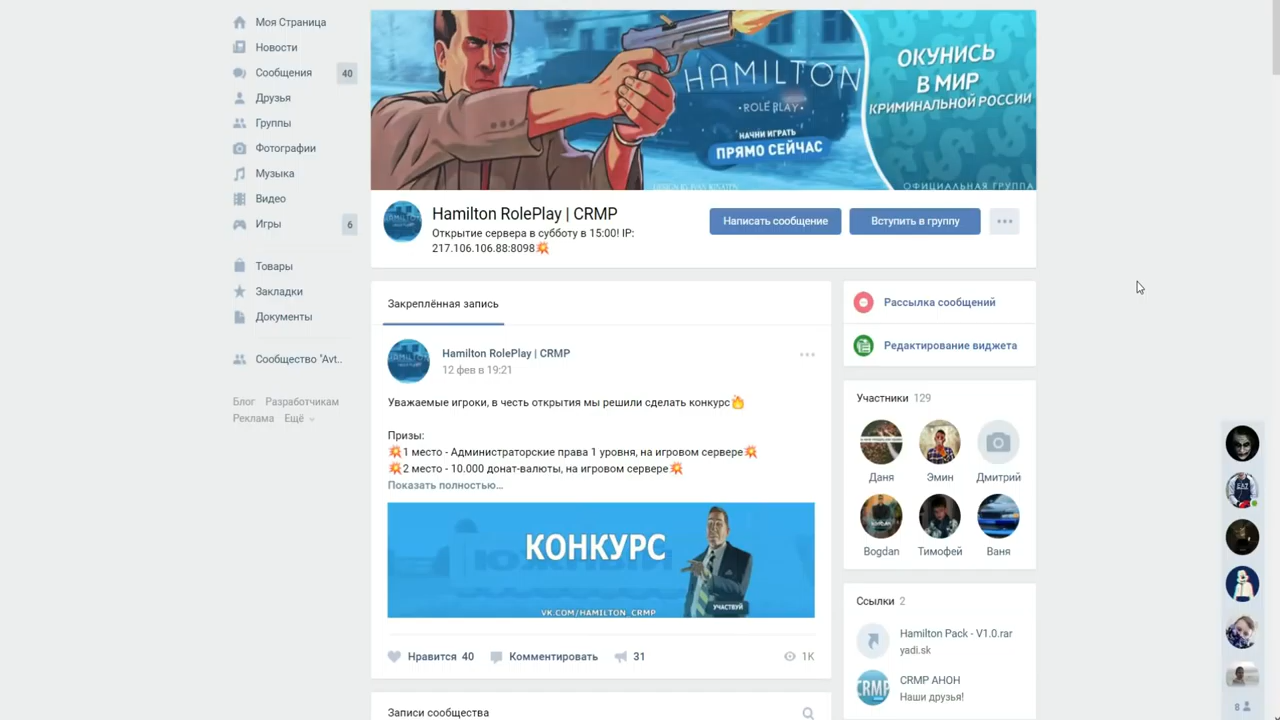 Моя Страница
Новости
Сообщения 40
Друзья
Группы
Фотографии
Музыка
Видео
Игры 6
Товары
Закладки
Документы
Сообщество "Avt..
Блог Разработчикам
Реклама Ещё
HAMILTON
• ROLE PLAY •
НАЧНИ ИГРАТЬ
ПРЯМО СЕЙЧАС
ОКУНИСЬ
В МИР
КРИМИНАЛЬНОЙ РОССИИ
ОФИЦИАЛЬНАЯ ГРУППА
Hamilton RolePlay | CRMP
Открытие сервера в субботу в 15:00! IP:
217.106.106.88:8098💥
Написать сообщение
Вступить в группу
Закреплённая запись
Hamilton RolePlay | CRMP
12 фев в 19:21
Уважаемые игроки, в честь открытия мы решили сделать конкурс🔥
Призы:
💥1 место - Администраторские права 1 уровня, на игровом сервере💥
💥2 место - 10.000 донат-валюты, на игровом сервере💥
Показать полностью…
КОНКУРС
VK.COM/HAMILTON_CRMP
УЧАСТВУЙ
Нравится 40
Комментировать
31
1K
Записи сообщества
Рассылка сообщений
Редактирование виджета
Участники 129
Даня Эмин Дмитрий
Bogdan Тимофей Ваня
Ссылки 2
Hamilton Pack - V1.0.rar
yadi.sk
CRMP
CRMP АНОН
Наши друзья!
8